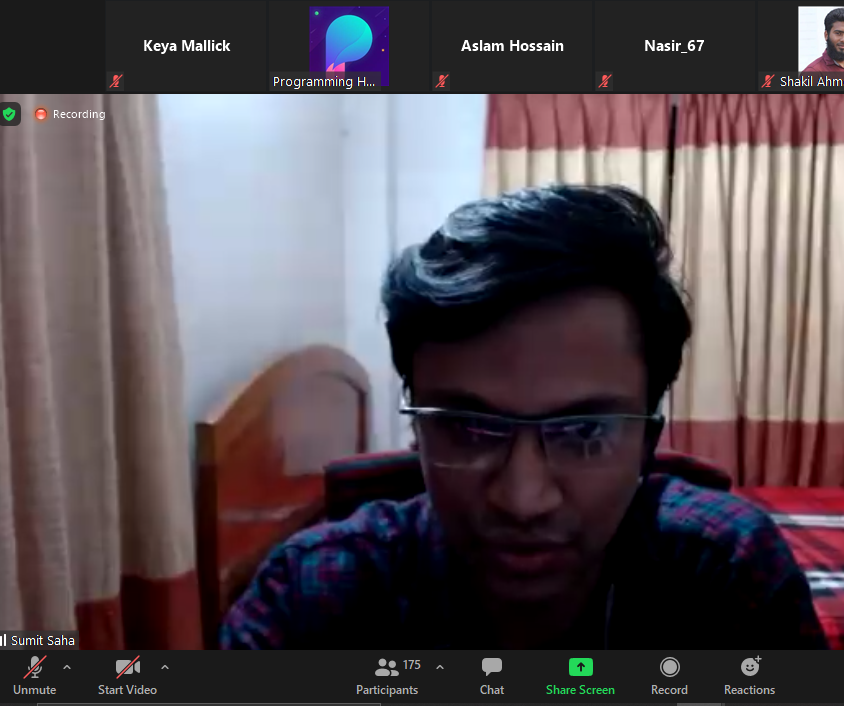 Keya Mallick
Programming H...
Aslam Hossain
Nasir_67
Shakil Ahm
Recording
Sumit Saha
Unmute
Start Video
175
Participants
Chat
Share Screen
Record
Reactions